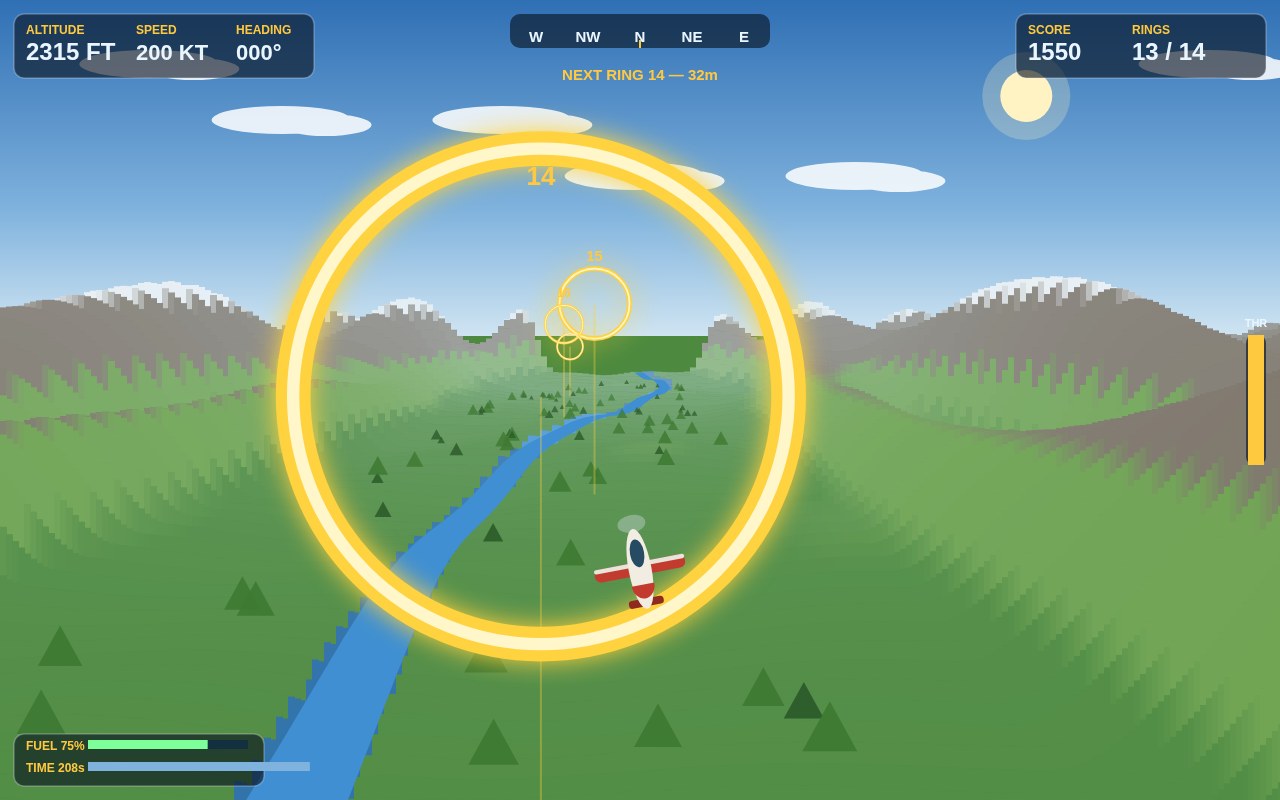 ALTITUDE SPEED HEADING
2315 FT 200 KT 000°
W NW N NE E
NEXT RING 14 — 32m
SCORE RINGS
1550 13 / 14
14
15
THR
FUEL 75%
TIME 208s